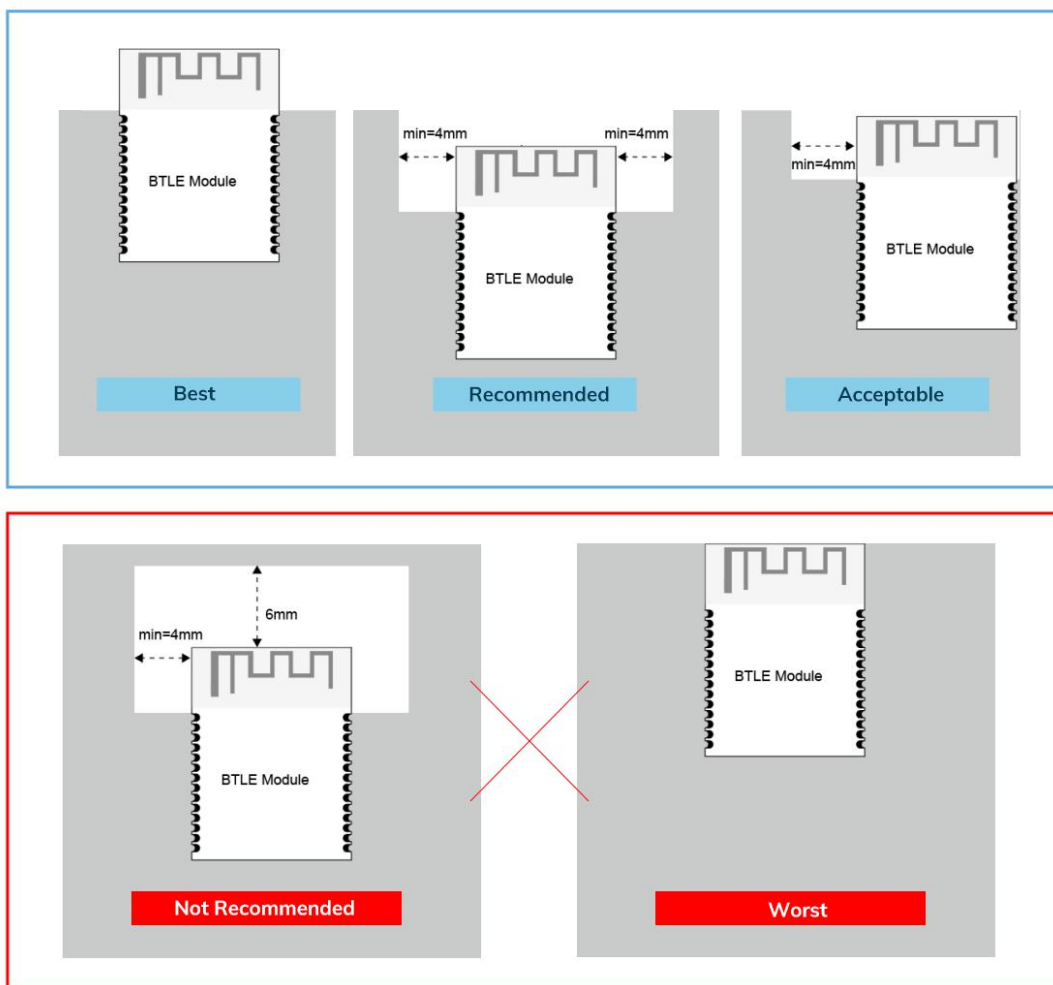 min=4mm
min=4mm
min=4mm
BTLE Module
BTLE Module
BTLE Module
Best
Recommended
Acceptable
6mm
min=4mm
BTLE Module
BTLE Module
Not Recommended
Worst